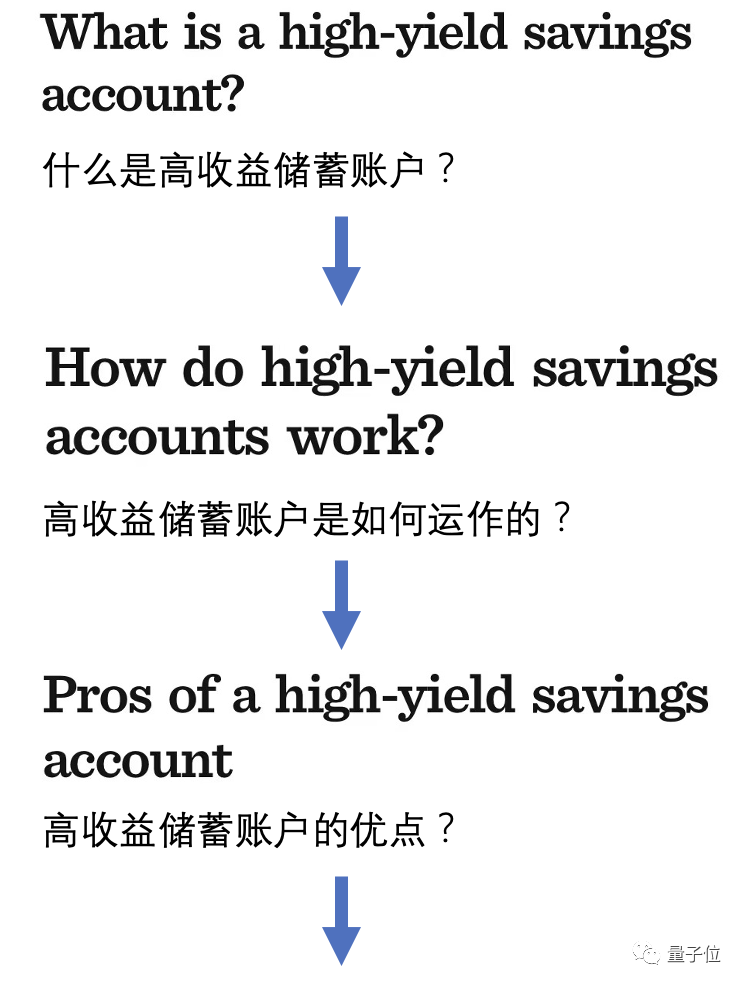 What is a high-yield savings
account?
什么是高收益储蓄账户？
How do high-yield savings
accounts work?
高收益储蓄账户是如何运作的？
Pros of a high-yield savings
account
高收益储蓄账户的优点？
量子位